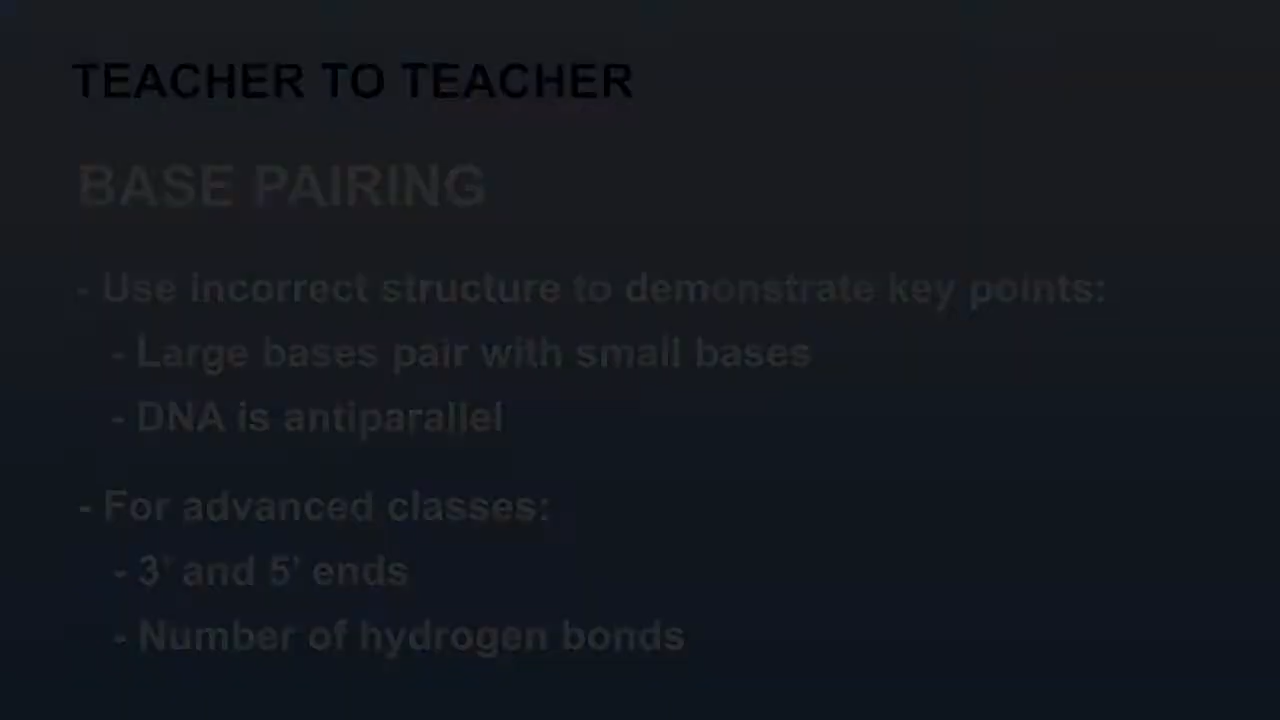 TEACHER TO TEACHER
BASE PAIRING
- Use incorrect structure to demonstrate key points:
- Large bases pair with small bases
- DNA is antiparallel
- For advanced classes:
- 3' and 5' ends
- Number of hydrogen bonds